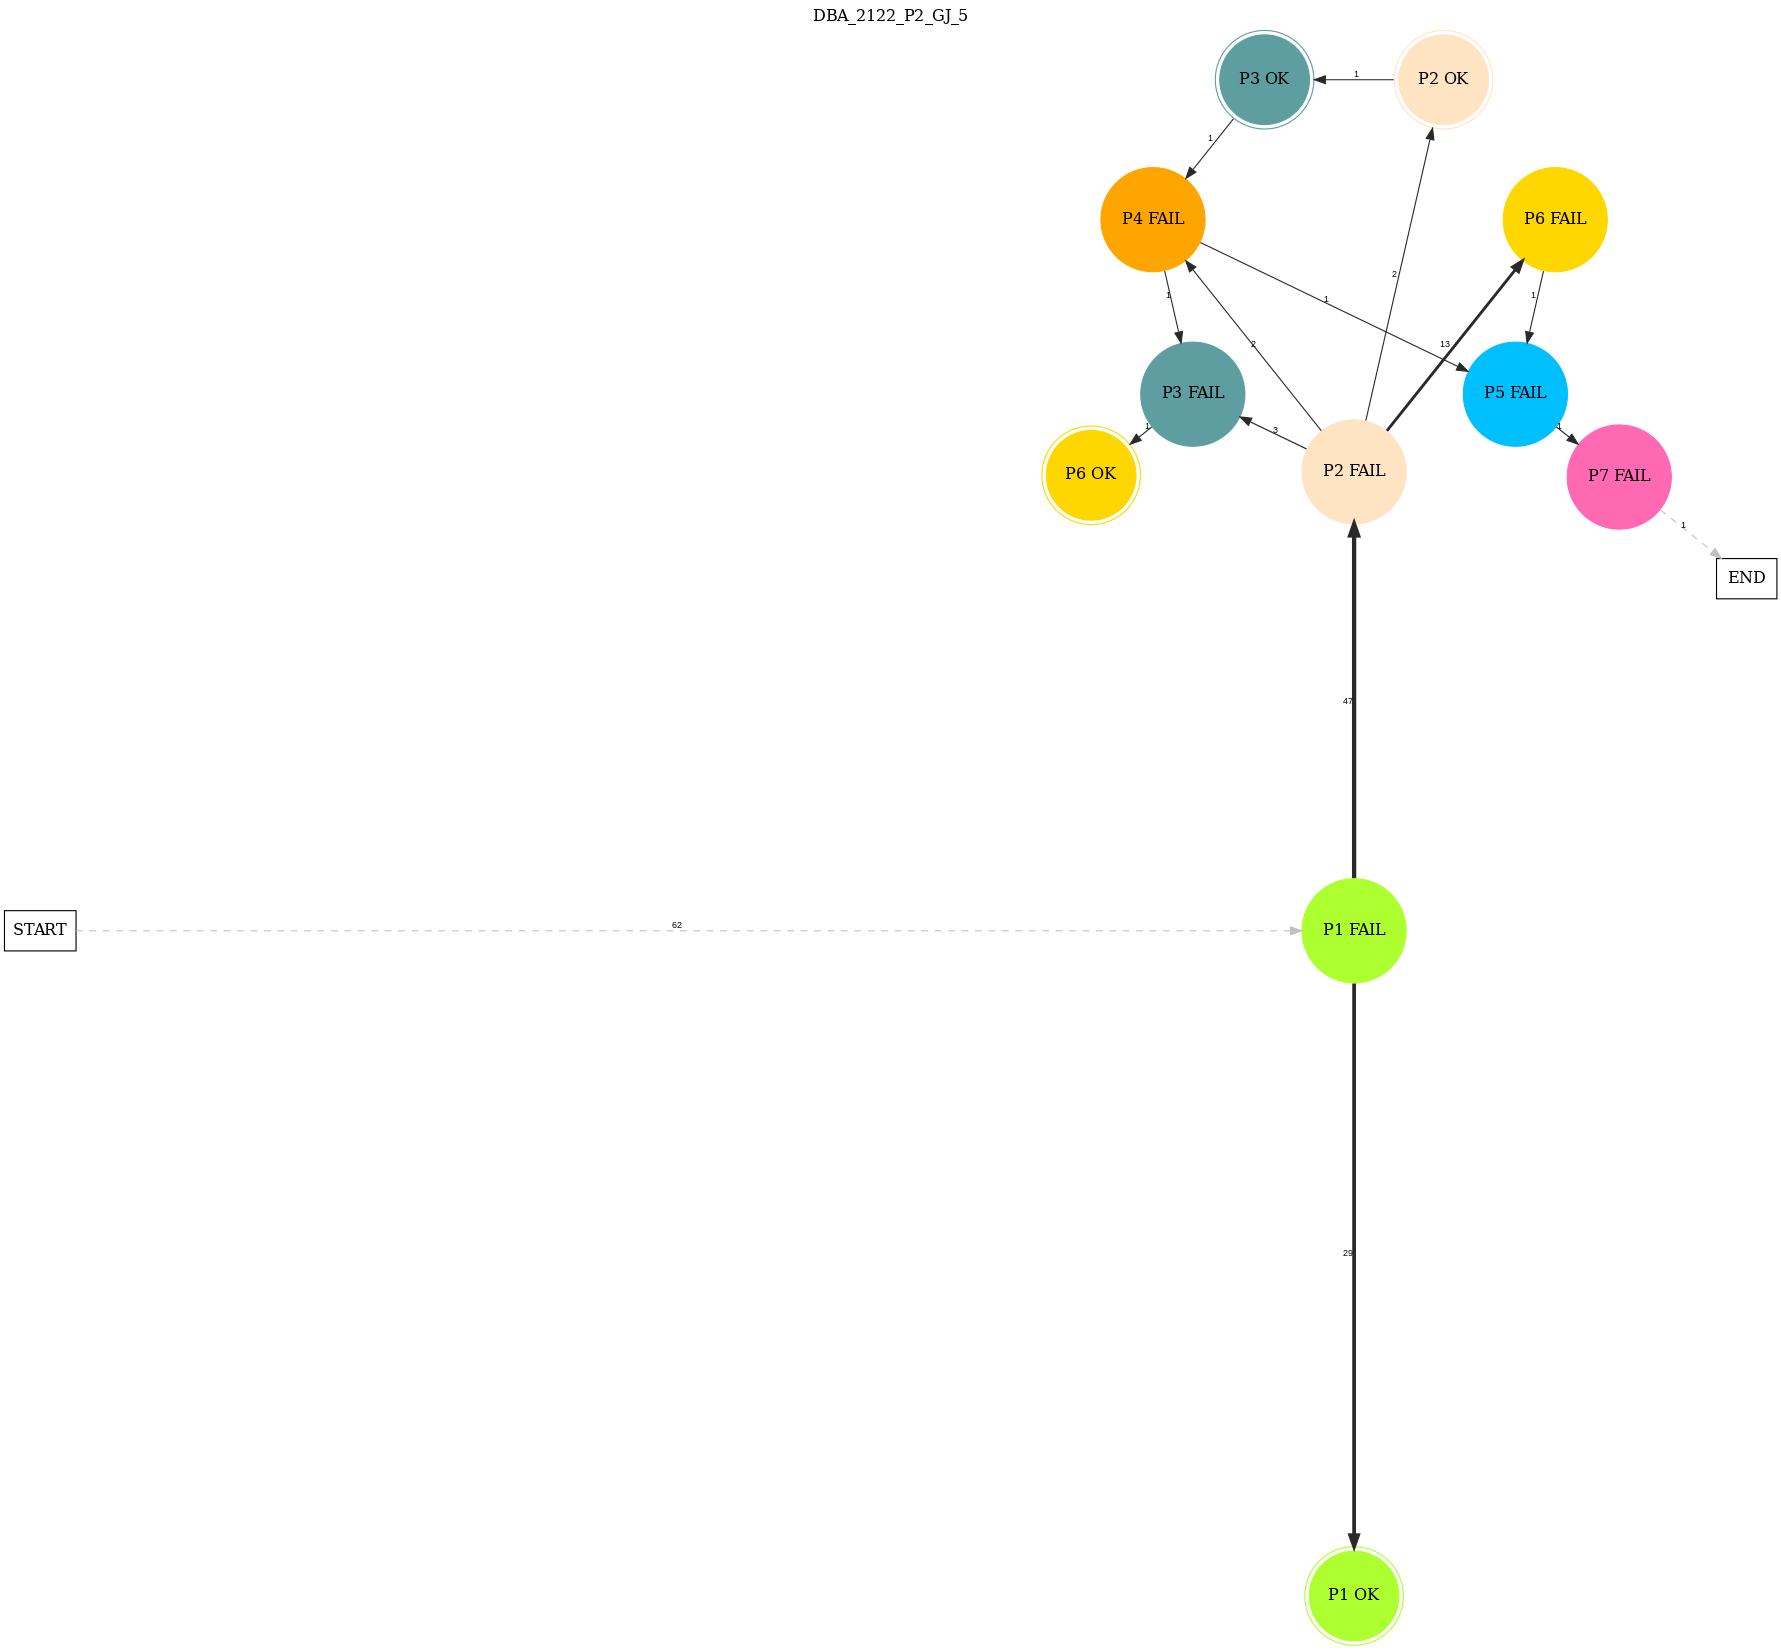 DBA_2122_P2_GJ_5
P3 OK
1
P2 OK
1
P4 FAIL
P6 FAIL
2
1
1
1
2
13
P3 FAIL
P5 FAIL
1
3
1
P6 OK
P2 FAIL
P7 FAIL
1
END
47
START
62
P1 FAIL
29
P1 OK